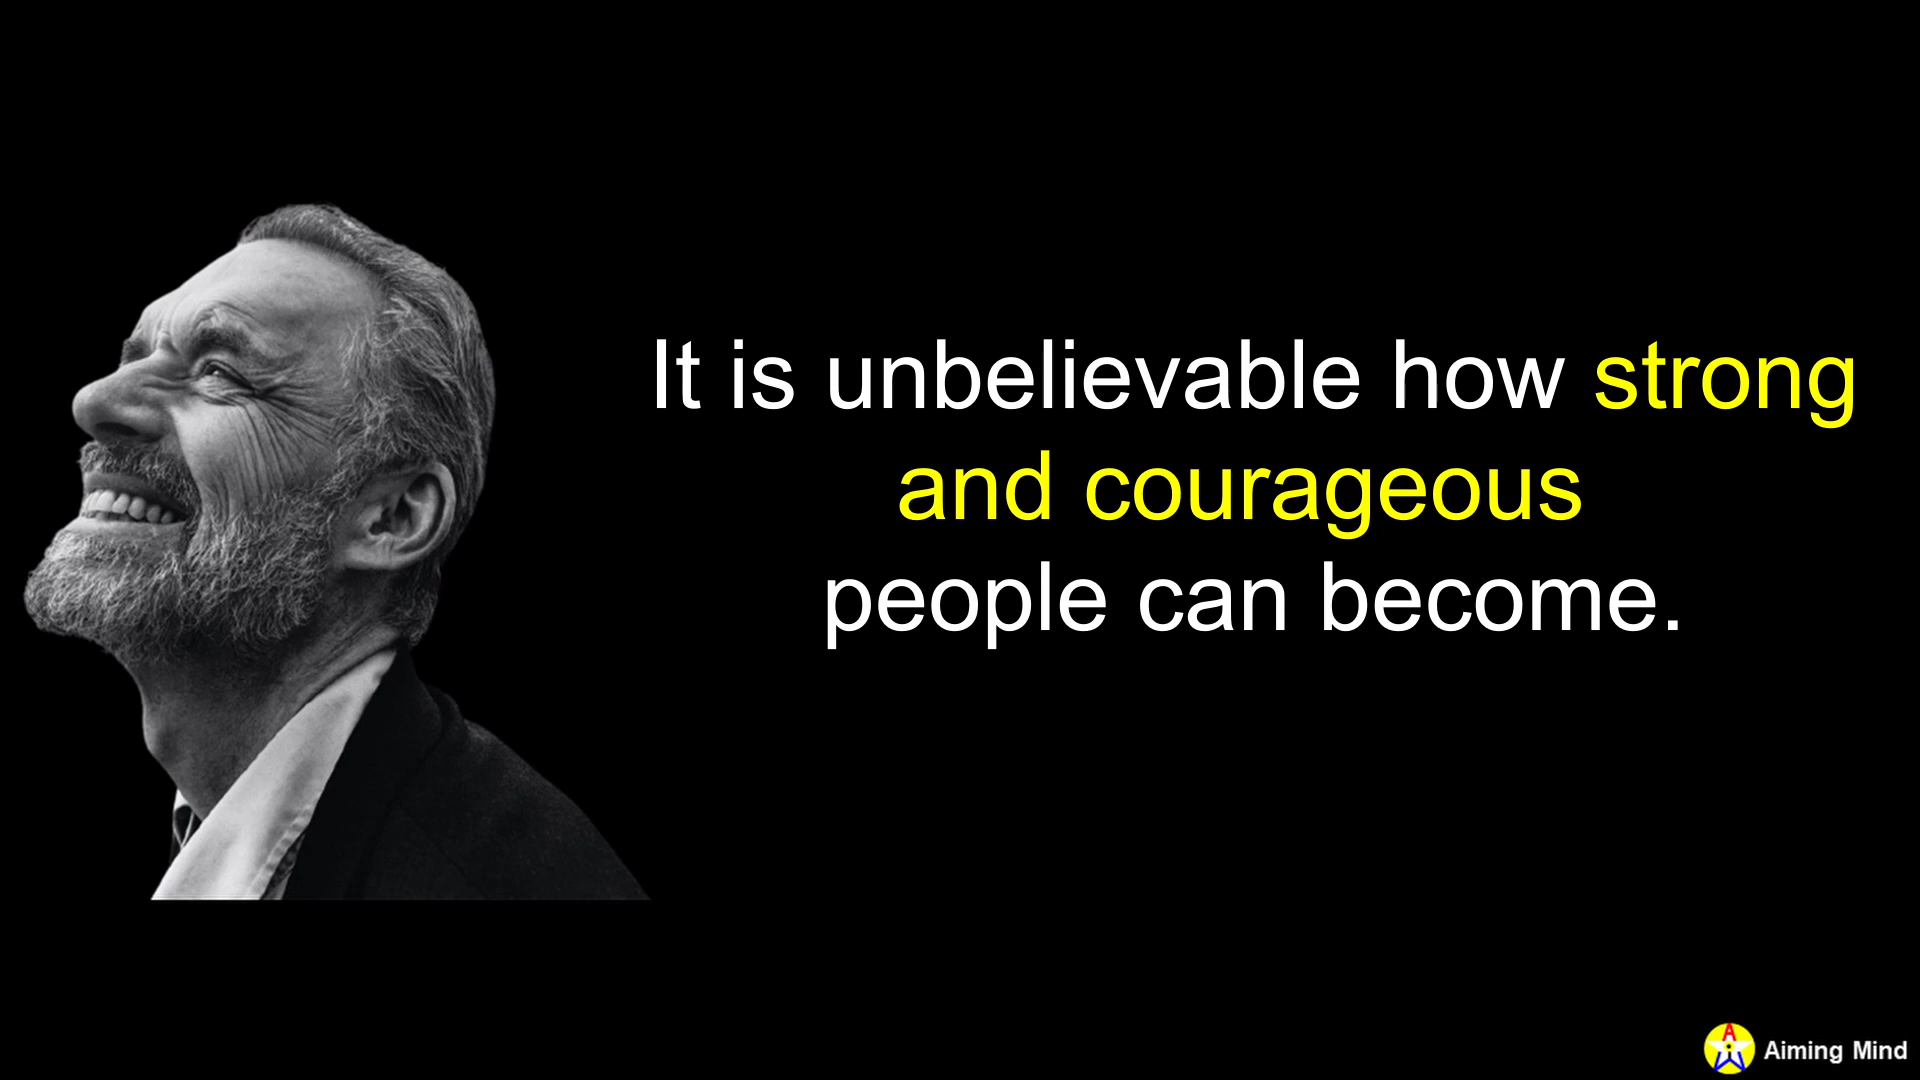 It is unbelievable how strong
and courageous
people can become.
Aiming Mind